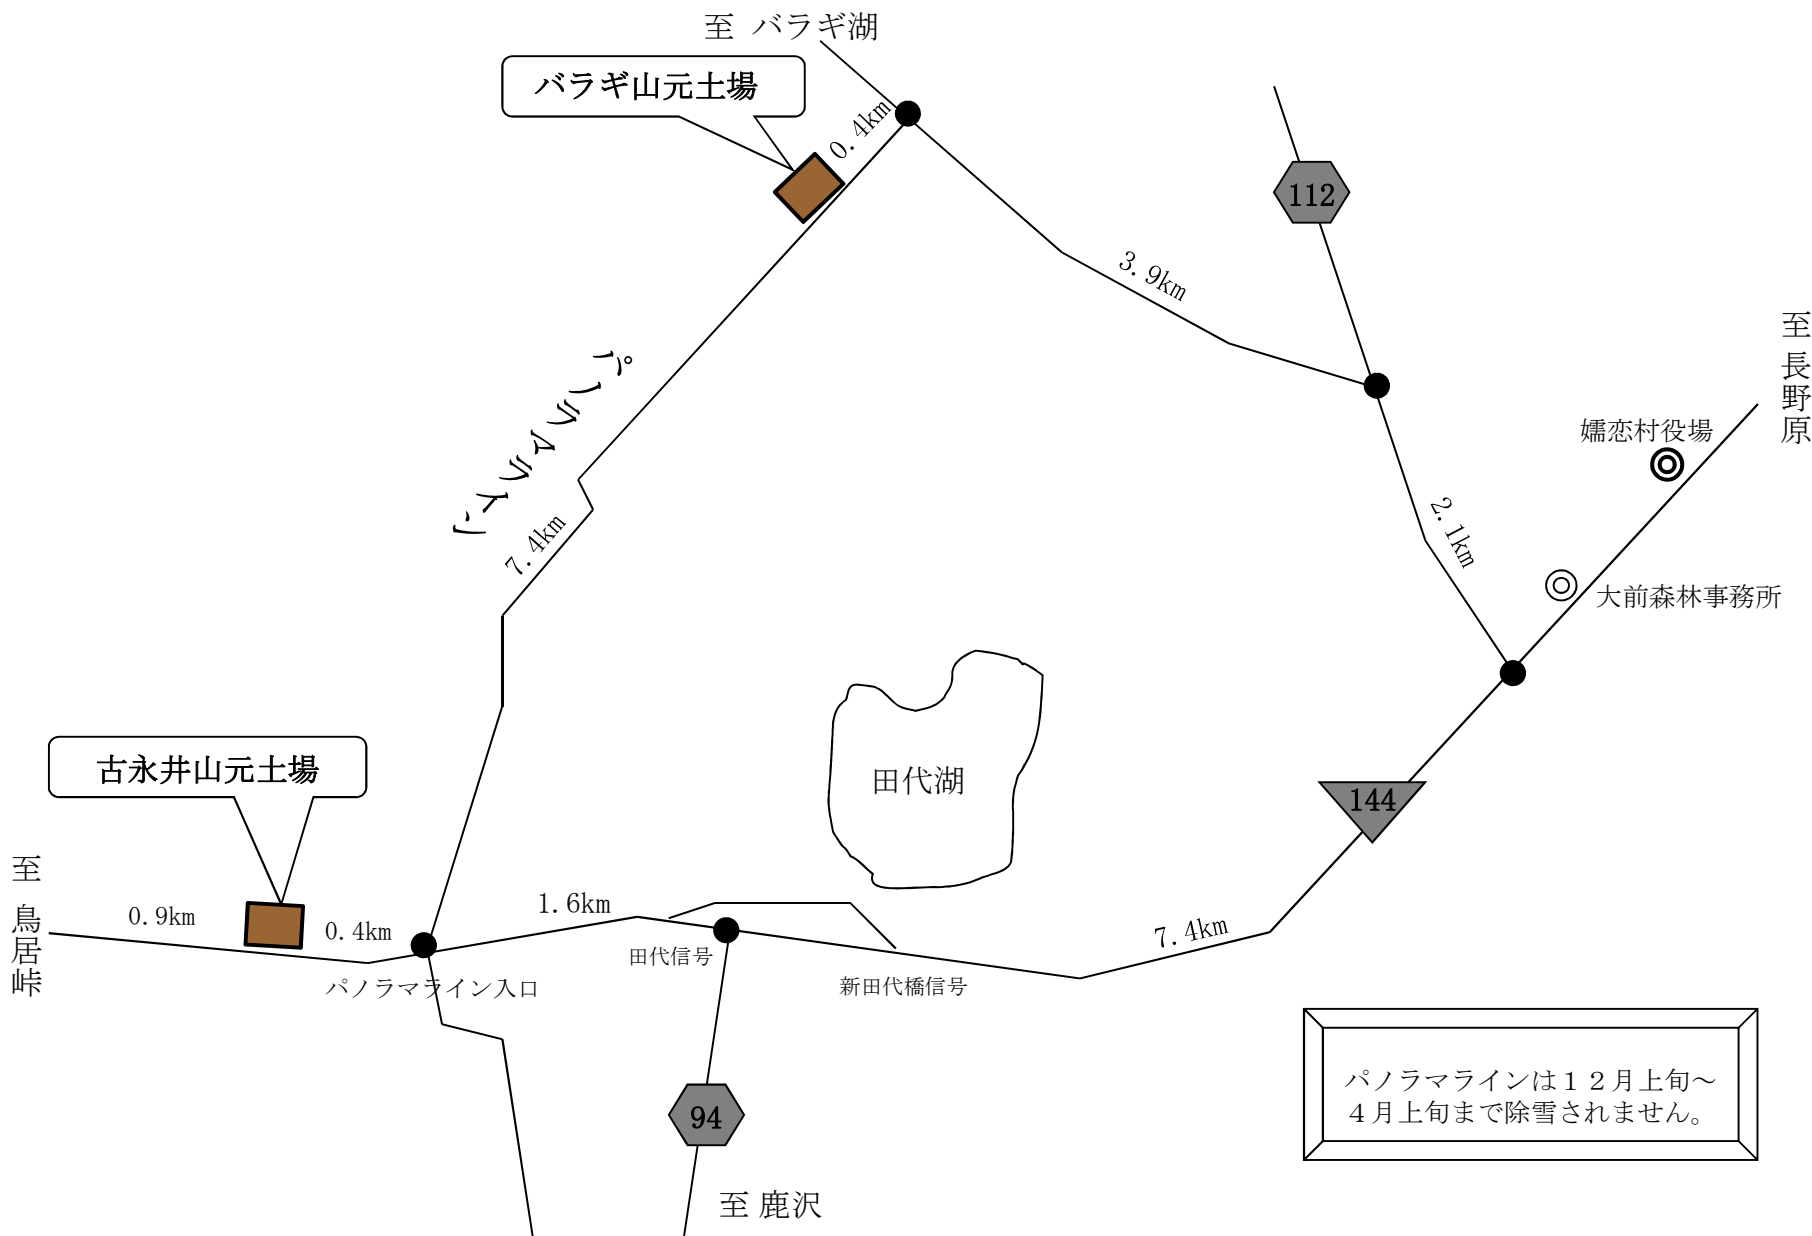 至 バラギ湖
バラギ山元土場
0.4km
112
3.9km
至 長野原
パノラマライン
嬬恋村役場
2.1km
7.4km
大前森林事務所
田代湖
古永井山元土場
144
至 鳥居峠
0.9km
0.4km
1.6km
7.4km
田代信号
パノラマライン入口
新田代橋信号
パノラマラインは１２月上旬～
４月上旬まで除雪されません。
94
至 鹿沢